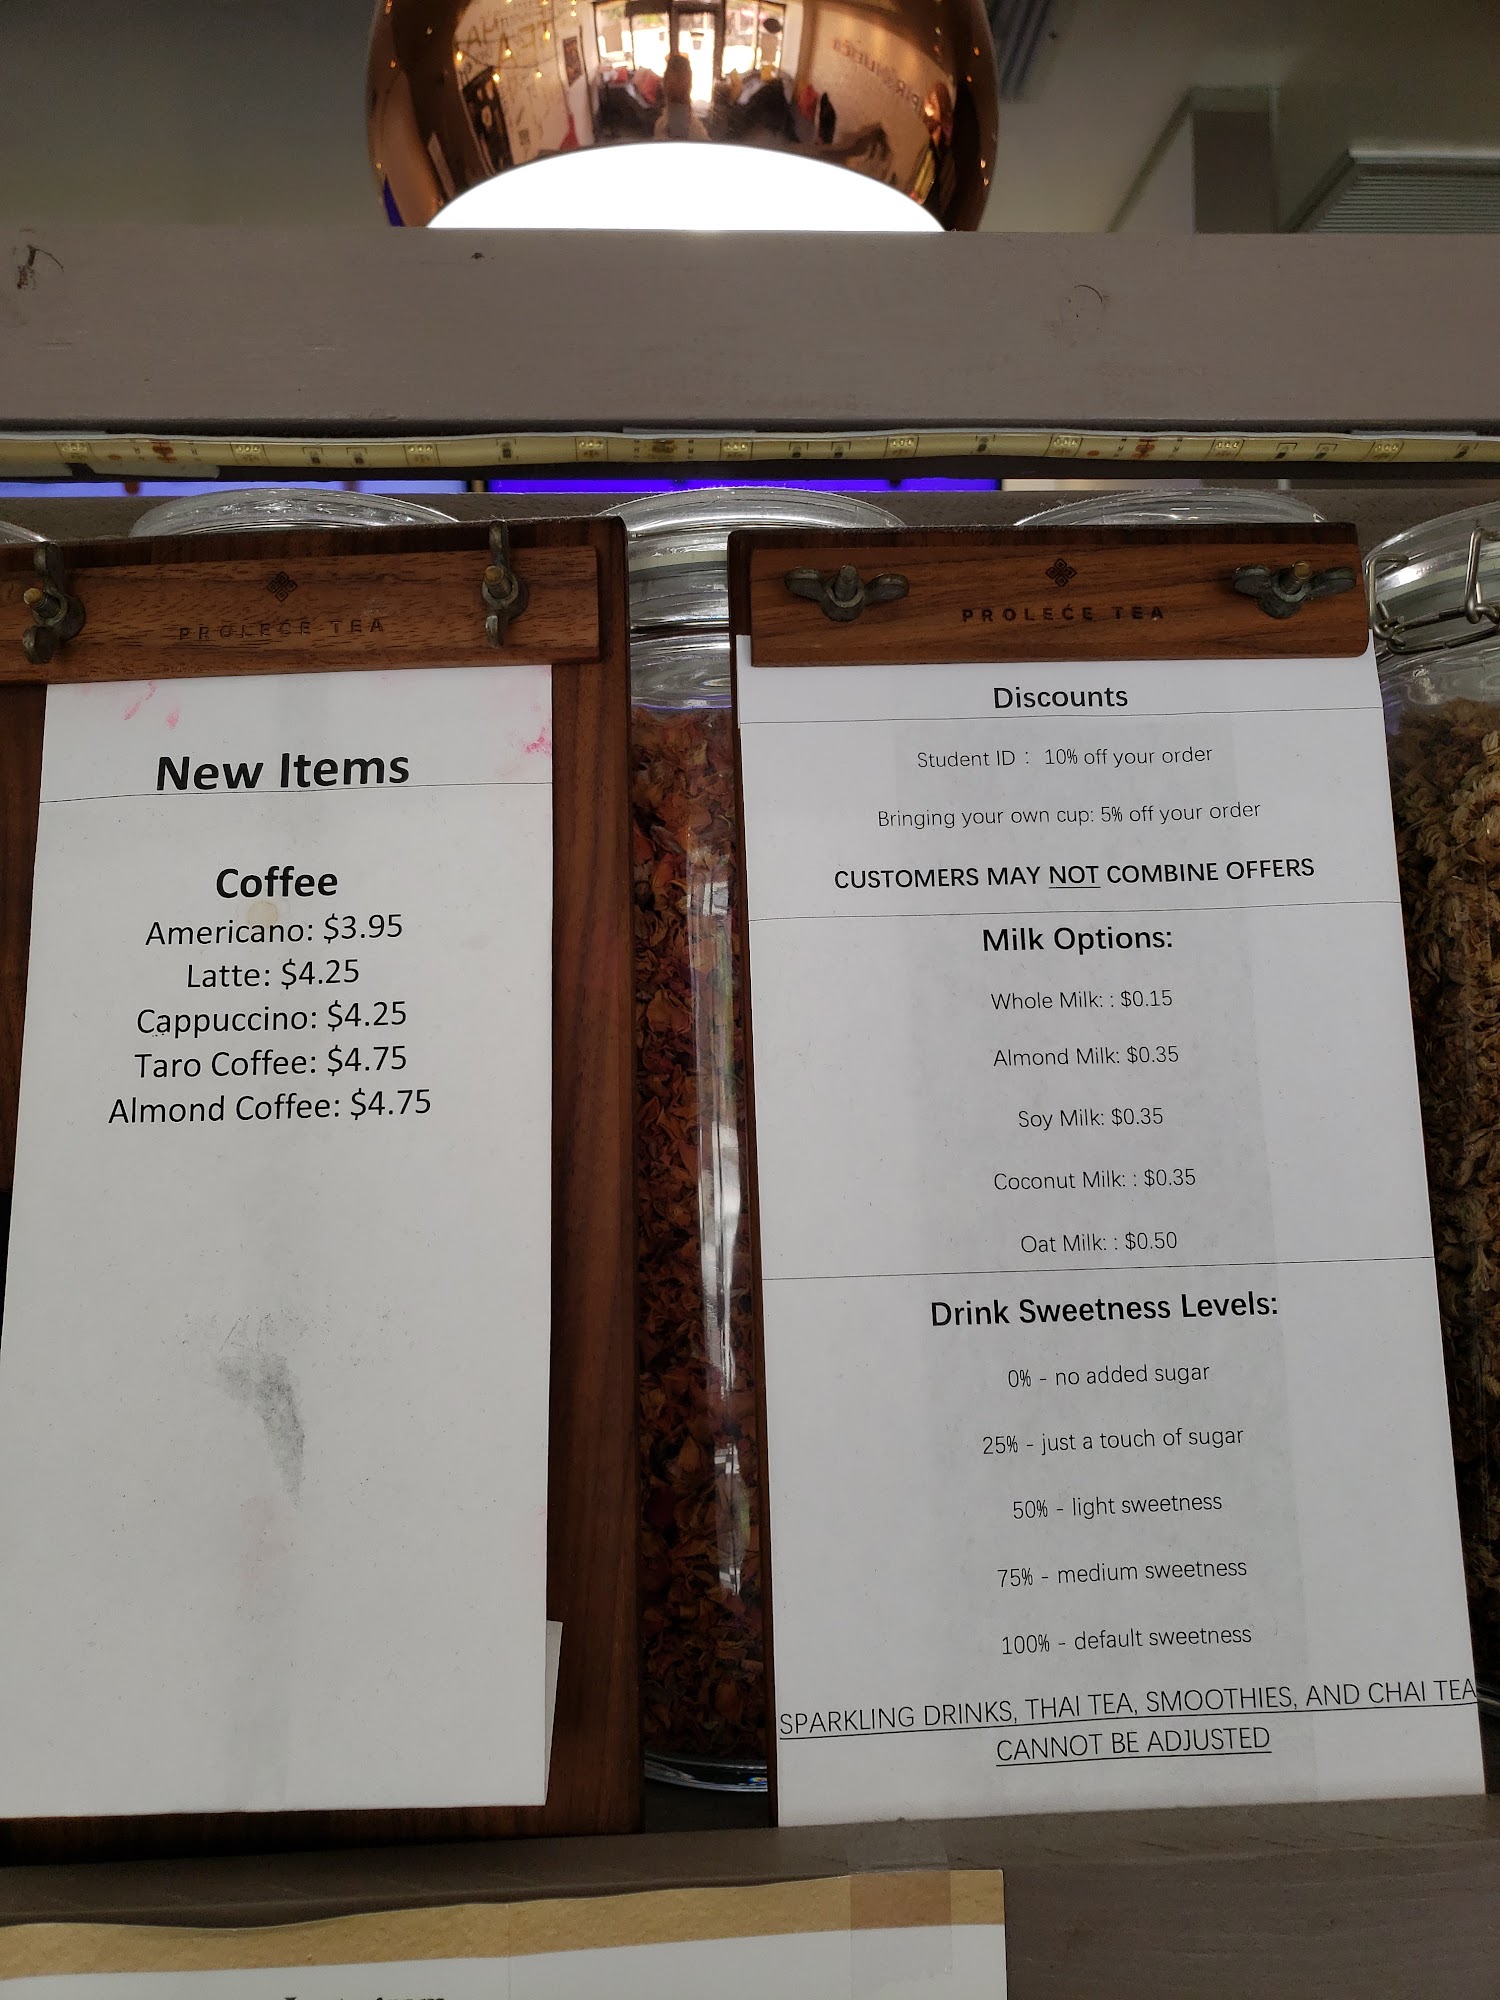 PROLEĆE TEA
New Items
Coffee
Americano: $3.95
Latte: $4.25
Cappuccino: $4.25
Taro Coffee: $4.75
Almond Coffee: $4.75
PROLEĆE TEA
Discounts
Student ID : 10% off your order
Bringing your own cup: 5% off your order
CUSTOMERS MAY NOT COMBINE OFFERS
Milk Options:
Whole Milk: : $0.15
Almond Milk: $0.35
Soy Milk: $0.35
Coconut Milk: : $0.35
Oat Milk: : $0.50
Drink Sweetness Levels:
0% - no added sugar
25% - just a touch of sugar
50% - light sweetness
75% - medium sweetness
100% - default sweetness
SPARKLING DRINKS, THAI TEA, SMOOTHIES, AND CHAI TEA
CANNOT BE ADJUSTED